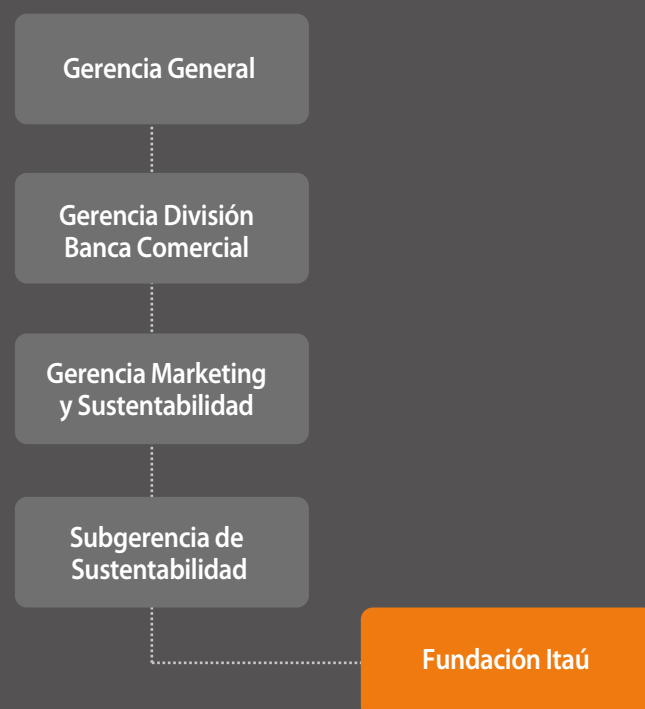 Gerencia General
Gerencia División
Banca Comercial
Gerencia Marketing
y Sustentabilidad
Subgerencia de
Sustentabilidad
Fundación Itaú